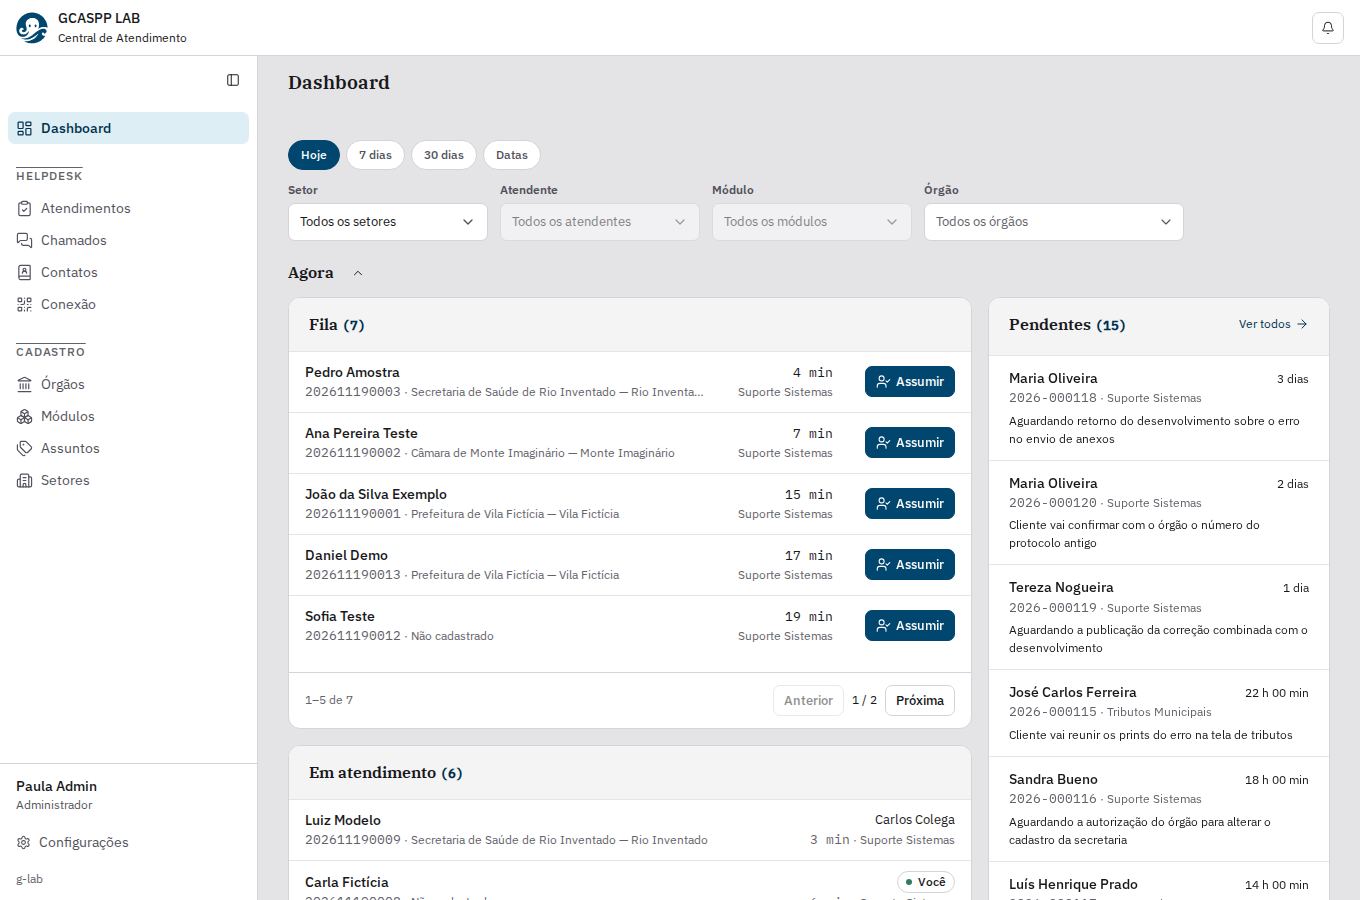 GCASPP LAB
Central de Atendimento
Dashboard
HELPDESK
Atendimentos
Chamados
Contatos
Conexão
CADASTRO
Órgãos
Módulos
Assuntos
Setores
Paula Admin
Administrador
Configurações
g-lab
Dashboard
Hoje 7 dias 30 dias Datas
Setor Atendente Módulo Órgão
Todos os setores Todos os atendentes Todos os módulos Todos os órgãos
Agora
Fila (7)
Pedro Amostra 4 min
202611190003 · Secretaria de Saúde de Rio Inventado — Rio Inventa... Suporte Sistemas Assumir
Ana Pereira Teste 7 min
202611190002 · Câmara de Monte Imaginário — Monte Imaginário Suporte Sistemas Assumir
João da Silva Exemplo 15 min
202611190001 · Prefeitura de Vila Fictícia — Vila Fictícia Suporte Sistemas Assumir
Daniel Demo 17 min
202611190013 · Prefeitura de Vila Fictícia — Vila Fictícia Suporte Sistemas Assumir
Sofia Teste 19 min
202611190012 · Não cadastrado Suporte Sistemas Assumir
1–5 de 7 Anterior 1 / 2 Próxima
Em atendimento (6)
Luiz Modelo Carlos Colega
202611190009 · Secretaria de Saúde de Rio Inventado — Rio Inventado 3 min · Suporte Sistemas
Carla Fictícia Você
Pendentes (15) Ver todos
Maria Oliveira 3 dias
2026-000118 · Suporte Sistemas
Aguardando retorno do desenvolvimento sobre o erro
no envio de anexos
Maria Oliveira 2 dias
2026-000120 · Suporte Sistemas
Cliente vai confirmar com o órgão o número do
protocolo antigo
Tereza Nogueira 1 dia
2026-000119 · Suporte Sistemas
Aguardando a publicação da correção combinada com o
desenvolvimento
José Carlos Ferreira 22 h 00 min
2026-000115 · Tributos Municipais
Cliente vai reunir os prints do erro na tela de tributos
Sandra Bueno 18 h 00 min
2026-000116 · Suporte Sistemas
Aguardando a autorização do órgão para alterar o
cadastro da secretaria
Luís Henrique Prado 14 h 00 min